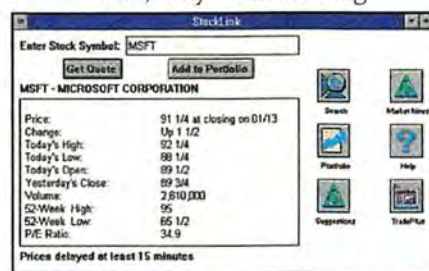 StockLink
Enter Stock Symbol: MSFT
Get Quote Add to Portfolio
MSFT - MICROSOFT CORPORATION
Price: 91 1/4 at closing on 01/13
Change: Up 1 1/2
Today's High: 92 1/4
Today's Low: 88 1/4
Today's Open: 89 1/2
Yesterday's Close: 89 3/4
Volume: 2,610,000
52-Week High: 95
52-Week Low: 65 1/2
P/E Ratio: 34.9
Prices delayed at least 15 minutes
Search Market News
Portfolio Help
Suggestions TradePlus